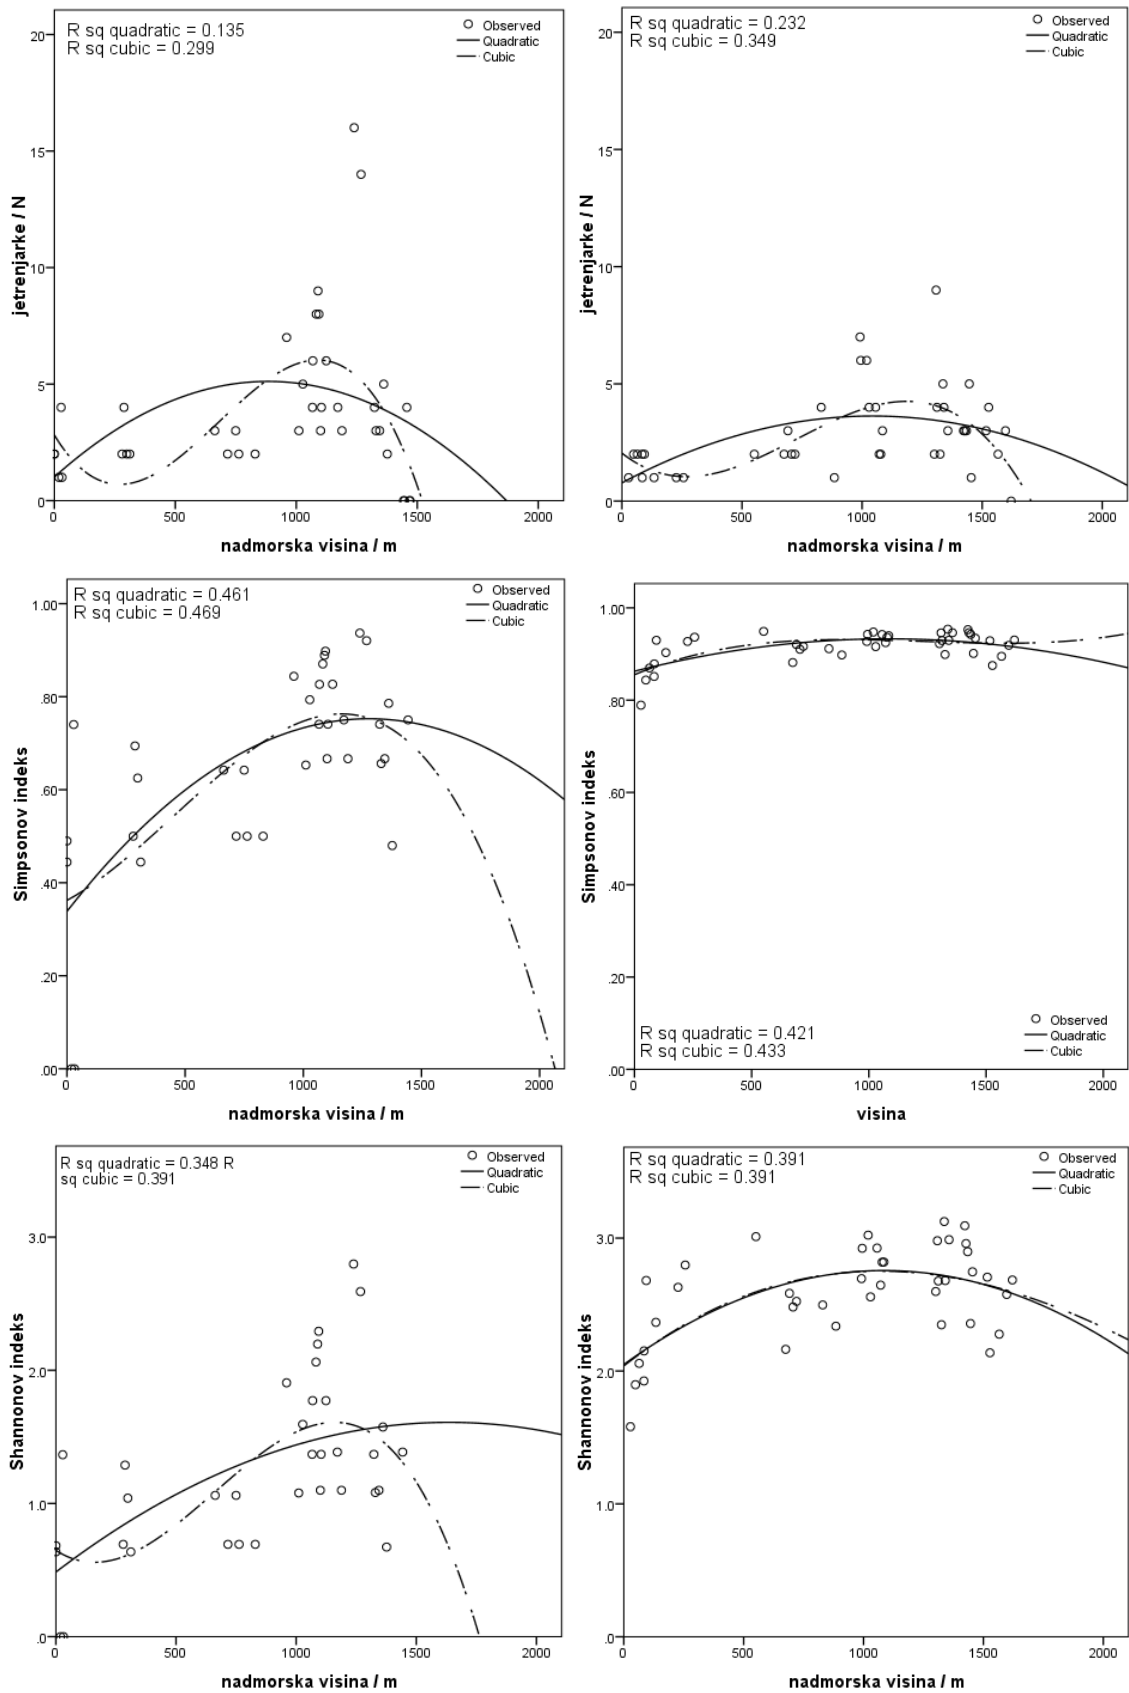 R sq quadratic = 0.135
R sq cubic = 0.299
Observed
Quadratic
Cubic
20
15
10
5
0
jetrenjarke / N
0 500 1000 1500 2000
nadmorska visina / m
R sq quadratic = 0.232
R sq cubic = 0.349
Observed
Quadratic
Cubic
20
15
10
5
0
jetrenjarke / N
0 500 1000 1500 2000
nadmorska visina / m
R sq quadratic = 0.461
R sq cubic = 0.469
Observed
Quadratic
Cubic
1.00
.80
.60
.40
.20
.00
Simpsonov indeks
0 500 1000 1500 2000
nadmorska visina / m
1.00
.80
.60
.40
.20
.00
Simpsonov indeks
R sq quadratic = 0.421
R sq cubic = 0.433
Observed
Quadratic
Cubic
0 500 1000 1500 2000
visina
R sq quadratic = 0.348 R
sq cubic = 0.391
Observed
Quadratic
Cubic
3.0
2.0
1.0
.0
Shannonov indeks
0 500 1000 1500 2000
nadmorska visina / m
R sq quadratic = 0.391
R sq cubic = 0.391
Observed
Quadratic
Cubic
3.0
2.0
1.0
.0
Shannonov indeks
0 500 1000 1500 2000
nadmorska visina / m